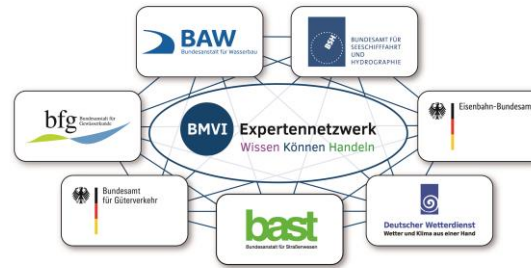 BAW
Bundesanstalt für Wasserbau
BSH
BUNDESAMT FÜR
SEESCHIFFFAHRT
UND
HYDROGRAPHIE
bfg
Bundesanstalt für
Gewässerkunde
BMVI Expertennetzwerk
Wissen Können Handeln
Eisenbahn-Bundesamt
Bundesamt
für Güterverkehr
bast
Bundesanstalt für Straßenwesen
Deutscher Wetterdienst
Wetter und Klima aus einer Hand